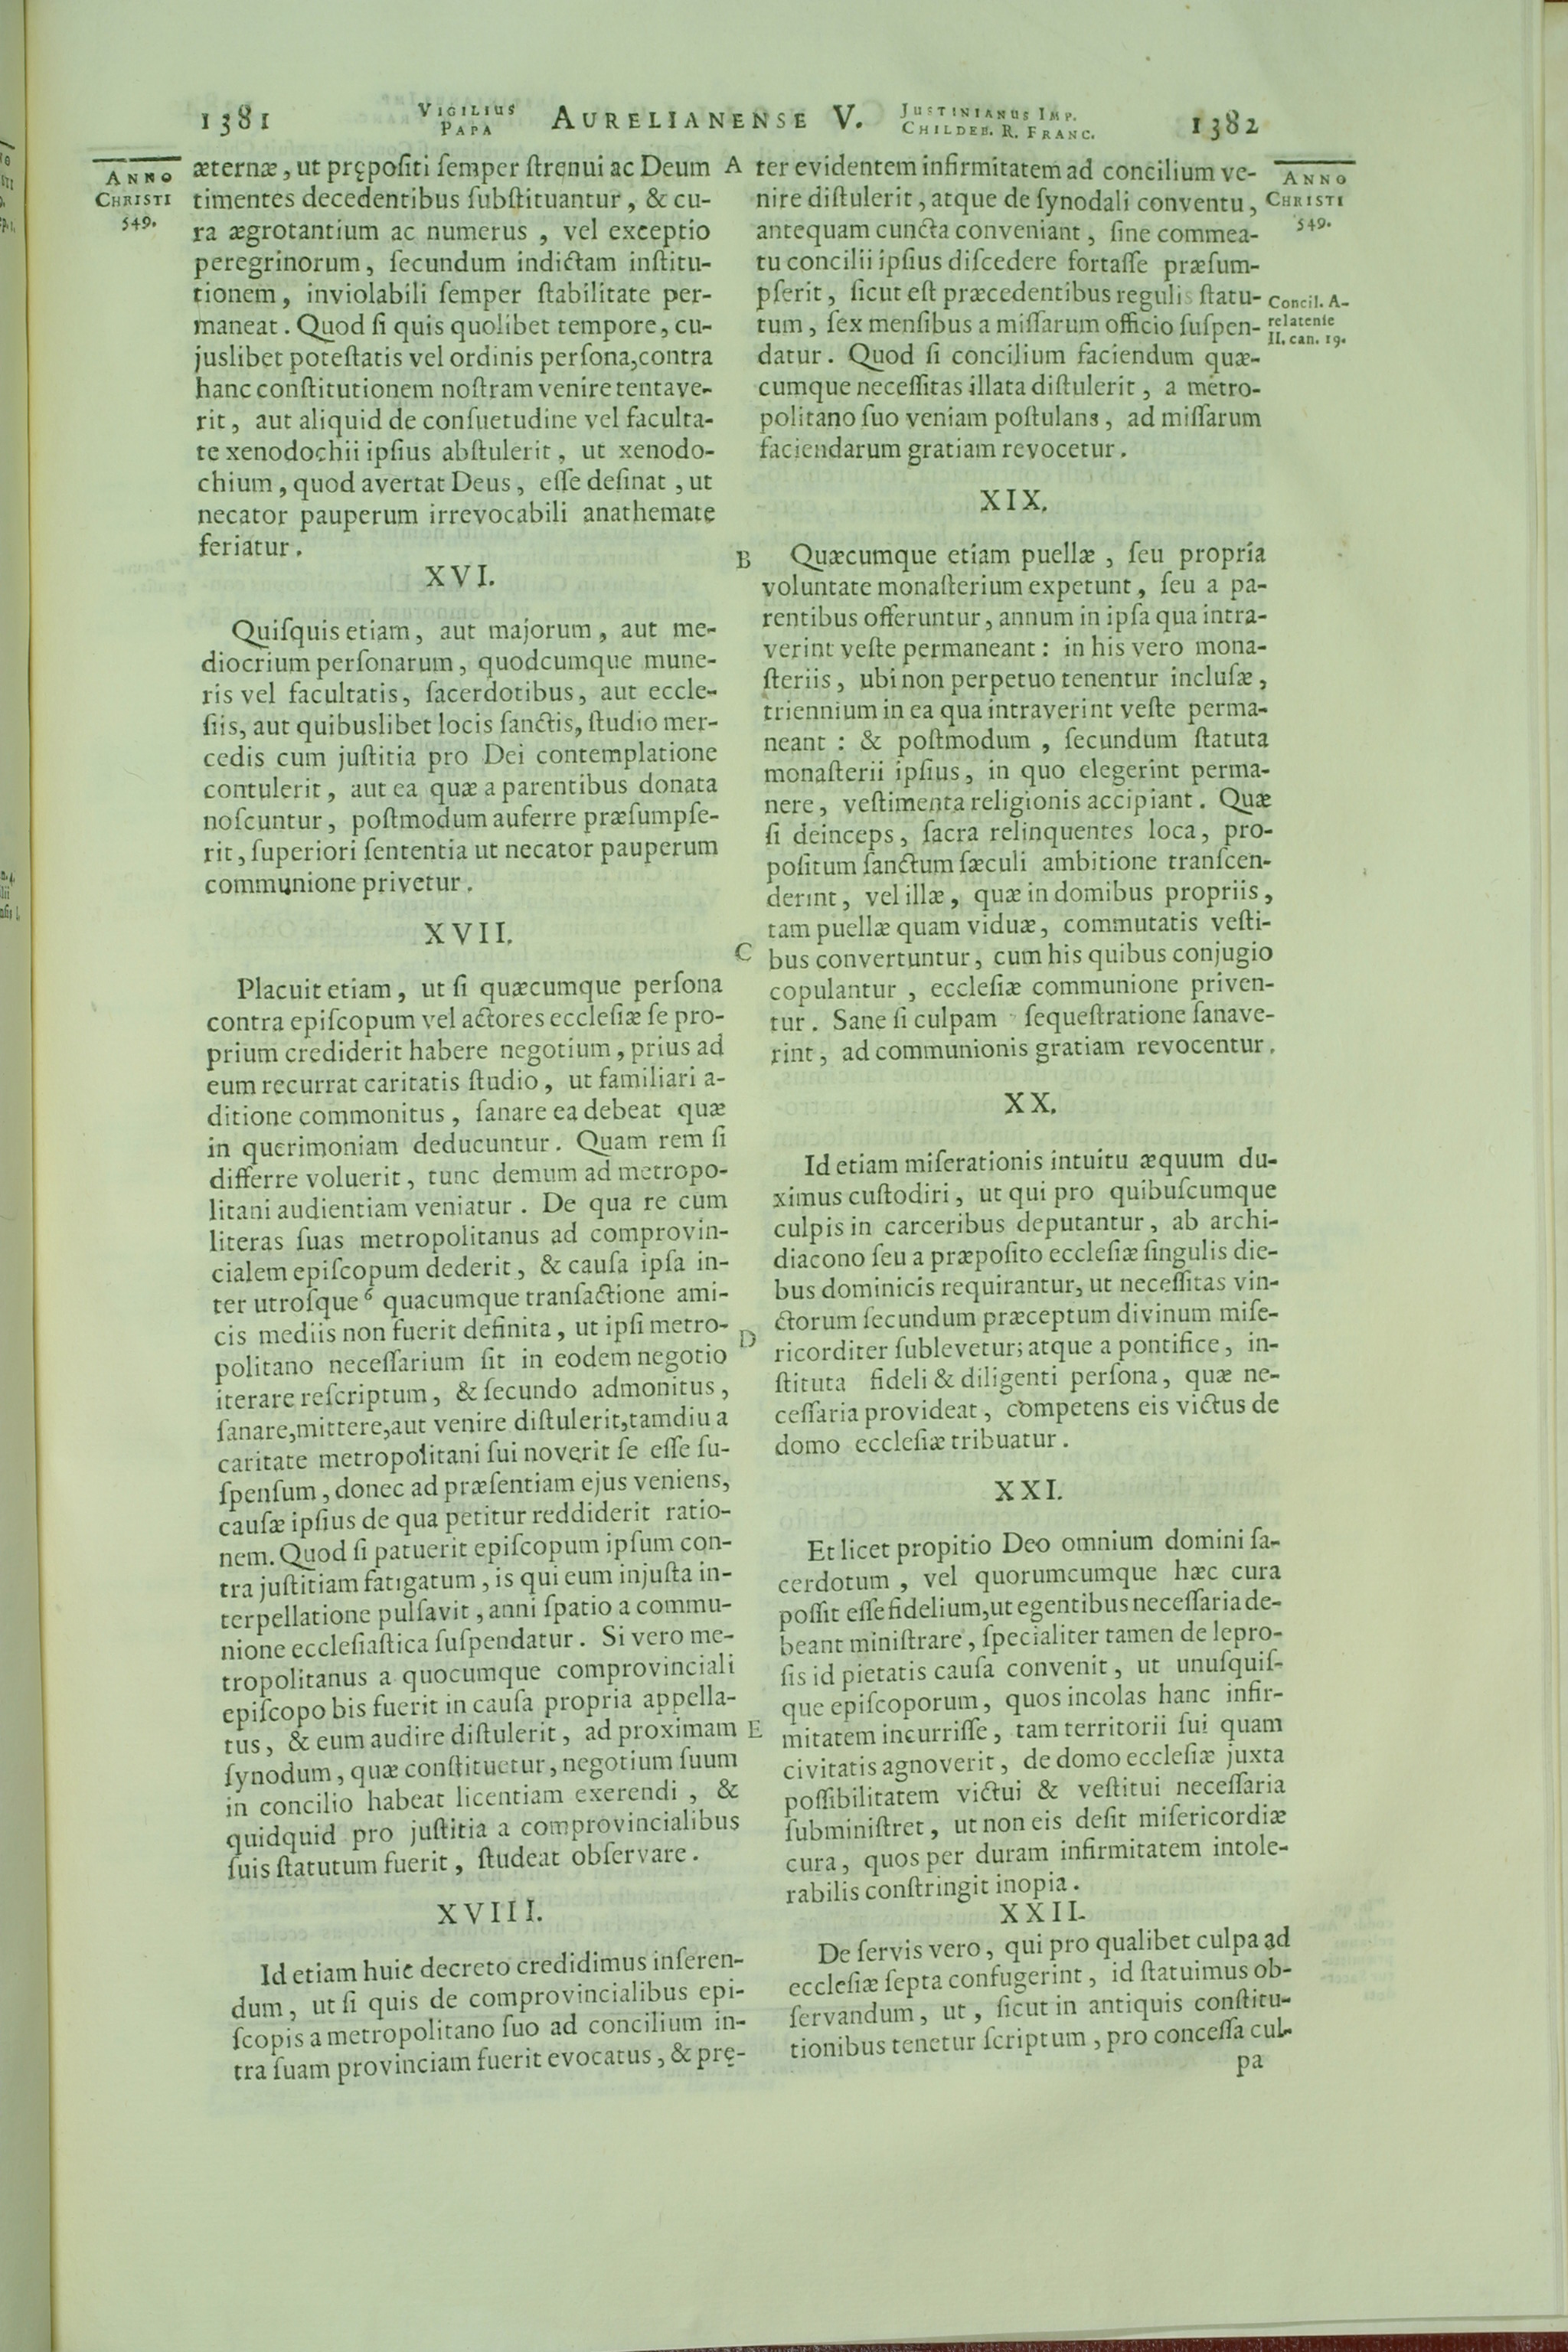 1381
VIGILIUS
PAPA
AURELIANENSE V.
JUSTINIANUS IMP.
CHILDEB. R. FRANC.
1382
ANNO
CHRISTI
549.
æternæ, ut prępoſiti ſemper ſtrenui ac Deum
timentes decedentibus ſubſtituantur, & cu-
ra ægrotantium ac numerus, vel exceptio
peregrinorum, ſecundum indictam inſtitu-
tionem, inviolabili ſemper ſtabilitate per-
maneat. Quod ſi quis quolibet tempore, cu-
juslibet poteſtatis vel ordinis perſona, contra
hanc conſtitutionem noſtram venire tentave-
rit, aut aliquid de conſuetudine vel faculta-
te xenodochii ipſius abſtulerit, ut xenodo-
chium, quod avertat Deus, eſſe deſinat, ut
necator pauperum irrevocabili anathemate
feriatur.
XVI.
Quiſquis etiam, aut majorum, aut me-
diocrium perſonarum, quodcumque mune-
ris vel facultatis, ſacerdotibus, aut eccle-
ſiis, aut quibuslibet locis ſanctis, ſtudio mer-
cedis cum juſtitia pro Dei contemplatione
contulerit, aut ea quæ a parentibus donata
noſcuntur, poſtmodum auferre præſumpſe-
rit, ſuperiori ſententia ut necator pauperum
communione privetur.
XVII.
Placuit etiam, ut ſi quæcumque perſona
contra epiſcopum vel actores eccleſiæ ſe pro-
prium crediderit habere negotium, prius ad
eum recurrat caritatis ſtudio, ut familiari a-
ditione commonitus, ſanare ea debeat quæ
in querimoniam deducuntur. Quam rem ſi
differre voluerit, tunc demum ad metropo-
litani audientiam veniatur. De qua re cum
literas ſuas metropolitanus ad comprovin-
cialem epiſcopum dederit, & cauſa ipſa in-
ter utroſque 6 quacumque tranſactione ami-
cis mediis non fuerit definita, ut ipſi metro-
politano neceſſarium ſit in eodem negotio
iterare reſcriptum, & ſecundo admonitus,
ſanare, mittere, aut venire diſtulerit, tamdiu a
caritate metropolitani ſui noverit ſe eſſe ſu-
ſpenſum, donec ad præſentiam ejus veniens,
cauſæ ipſius de qua petitur reddiderit ratio-
nem. Quod ſi patuerit epiſcopum ipſum con-
tra juſtitiam fatigatum, is qui eum injuſta in-
terpellatione pulſavit, anni ſpatio a commu-
nione eccleſiaſtica ſuſpendatur. Si vero me-
tropolitanus a quocumque comprovinciali
epiſcopo bis fuerit in cauſa propria appella-
tus, & eum audire diſtulerit, ad proximam
ſynodum, quæ conſtituetur, negotium ſuum
in concilio habeat licentiam exerendi, &
quidquid pro juſtitia a comprovincialibus
ſuis ſtatutum fuerit, ſtudeat obſervare.
XVIII.
Id etiam huic decreto credidimus inſeren-
dum, ut ſi quis de comprovincialibus epi-
ſcopis a metropolitano ſuo ad concilium in-
tra ſuam provinciam fuerit evocatus, & prę-
A
B
C
D
E
ter evidentem infirmitatem ad concilium ve-
nire diſtulerit, atque de ſynodali conventu,
antequam cuncta conveniant, ſine commea-
tu concilii ipſius diſcedere fortaſſe præſum-
pſerit, ſicut eſt præcedentibus regulis ſtatu-
tum, ſex menſibus a miſſarum officio ſuſpen-
datur. Quod ſi concilium faciendum quæ-
cumque neceſſitas illata diſtulerit, a metro-
politano ſuo veniam poſtulans, ad miſſarum
faciendarum gratiam revocetur.
XIX.
Quæcumque etiam puellæ, ſeu propria
voluntate monaſterium expetunt, ſeu a pa-
rentibus offeruntur, annum in ipſa qua intra-
verint veſte permaneant: in his vero mona-
ſteriis, ubi non perpetuo tenentur incluſæ,
triennium in ea qua intraverint veſte perma-
neant: & poſtmodum, ſecundum ſtatuta
monaſterii ipſius, in quo elegerint perma-
nere, veſtimenta religionis accipiant. Quæ
ſi deinceps, ſacra relinquentes loca, pro-
poſitum ſanctum ſæculi ambitione tranſcen-
derint, vel illæ, quæ in domibus propriis,
tam puellæ quam viduæ, commutatis veſti-
bus convertuntur, cum his quibus conjugio
copulantur, eccleſiæ communione priven-
tur. Sane ſi culpam ſequeſtratione ſanave-
rint, ad communionis gratiam revocentur.
XX.
Id etiam miſerationis intuitu æquum du-
ximus cuſtodiri, ut qui pro quibuſcumque
culpis in carceribus deputantur, ab archi-
diacono ſeu a præpoſito eccleſiæ ſingulis die-
bus dominicis requirantur, ut neceſſitas vin-
ctorum ſecundum præceptum divinum miſe-
ricorditer ſublevetur; atque a pontifice, in-
ſtituta fideli & diligenti perſona, quæ ne-
ceſſaria provideat, competens eis victus de
domo eccleſiæ tribuatur.
XXI.
Et licet propitio Deo omnium domini ſa-
cerdotum, vel quorumcumque hæc cura
poſſit eſſe fidelium, ut egentibus neceſſaria de-
beant miniſtrare, ſpecialiter tamen de lepro-
ſis id pietatis cauſa convenit, ut unuſquiſ-
que epiſcoporum, quos incolas hanc infir-
mitatem incurriſſe, tam territorii ſui quam
civitatis agnoverit, de domo eccleſiæ juxta
poſſibilitatem victui & veſtitui neceſſaria
ſubminiſtret, ut non eis deſit miſericordiæ
cura, quos per duram infirmitatem intole-
rabilis conſtringit inopia.
XXII.
De ſervis vero, qui pro qualibet culpa ad
eccleſiæ ſepta confugerint, id ſtatuimus ob-
ſervandum, ut, ſicut in antiquis conſtitu-
tionibus tenetur ſcriptum, pro conceſſa cul-
pa
ANNO
CHRISTI
549.
Concil. A-
relatenſe
II. can. 19.